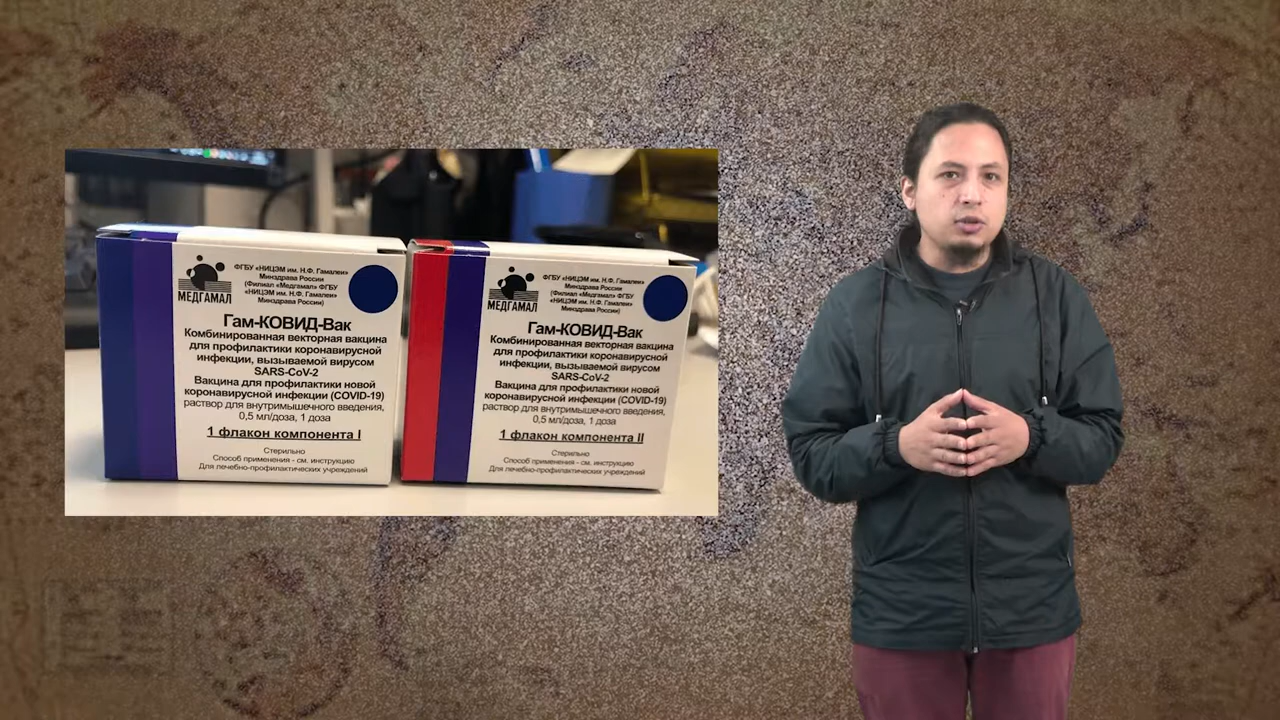 МЕДГАМАЛ
ФГБУ «НИЦЭМ им. Н.Ф. Гамалеи»
Минздрава России
(Филиал «Медгамал» ФГБУ
«НИЦЭМ им. Н.Ф. Гамалеи»
Минздрава России)
Гам-КОВИД-Вак
Комбинированная векторная вакцина
для профилактики коронавирусной
инфекции, вызываемой вирусом
SARS-CoV-2
Вакцина для профилактики новой
коронавирусной инфекции (COVID-19)
раствор для внутримышечного введения,
0,5 мл/доза, 1 доза
1 флакон компонента I
Стерильно
Способ применения - см. инструкцию
Для лечебно-профилактических учреждений
МЕДГАМАЛ
ФГБУ «НИЦЭМ им. Н.Ф. Гамалеи»
Минздрава России
(Филиал «Медгамал» ФГБУ
«НИЦЭМ им. Н.Ф. Гамалеи»
Минздрава России)
Гам-КОВИД-Вак
Комбинированная векторная вакцина
для профилактики коронавирусной
инфекции, вызываемой вирусом
SARS-CoV-2
Вакцина для профилактики новой
коронавирусной инфекции (COVID-19)
раствор для внутримышечного введения,
0,5 мл/доза, 1 доза
1 флакон компонента II
Стерильно
Способ применения - см. инструкцию
Для лечебно-профилактических учреждений